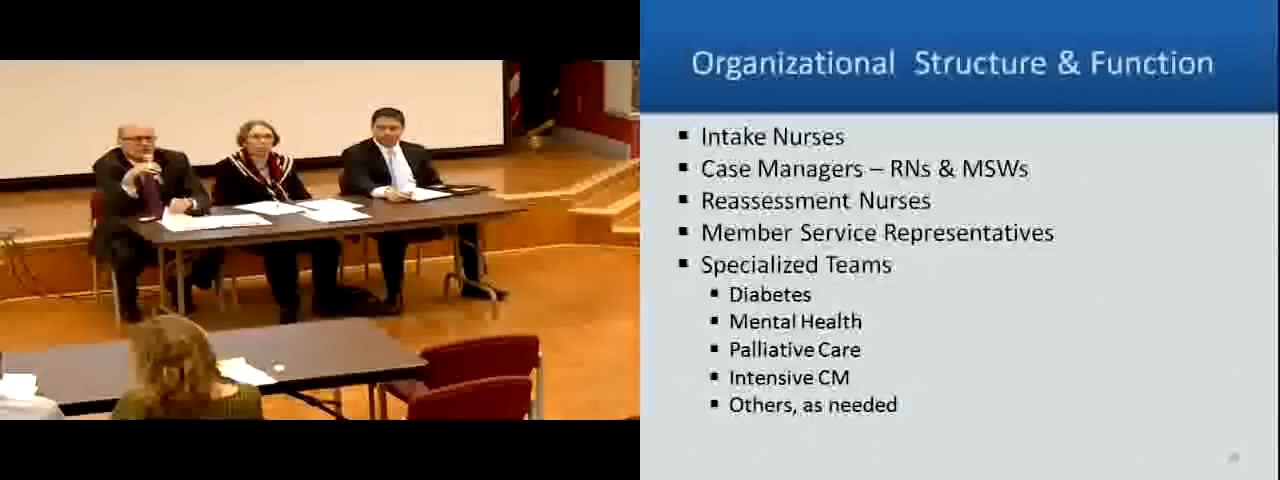 Organizational Structure & Function
▪ Intake Nurses
▪ Case Managers – RNs & MSWs
▪ Reassessment Nurses
▪ Member Service Representatives
▪ Specialized Teams
▪ Diabetes
▪ Mental Health
▪ Palliative Care
▪ Intensive CM
▪ Others, as needed